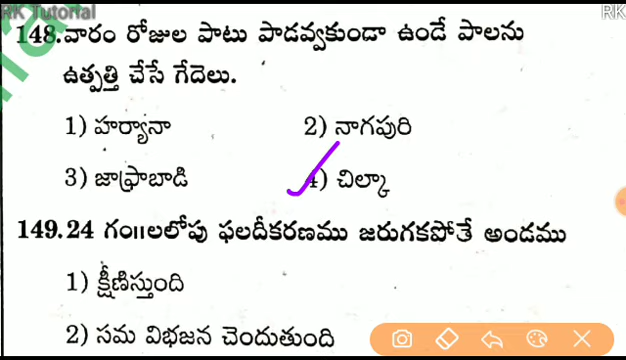 RK Tutorial
RK
148.వారం రోజుల పాటు పాడవ్వకుండా ఉండే పాలను
ఉత్పత్తి చేసే గేదెలు.
1) హర్యానా 2) నాగపురి
3) జాఫ్రాబాడి 4) చిల్కా
149.24 గం॥లలోపు ఫలదీకరణము జరుగకపోతే అండము
1) క్షీణిస్తుంది
2) సమ విభజన చెందుతుంది